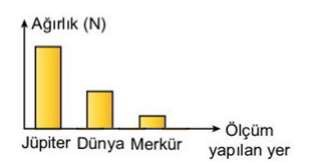 Ağırlık (N)
Jüpiter Dünya Merkür
Ölçüm
yapılan yer